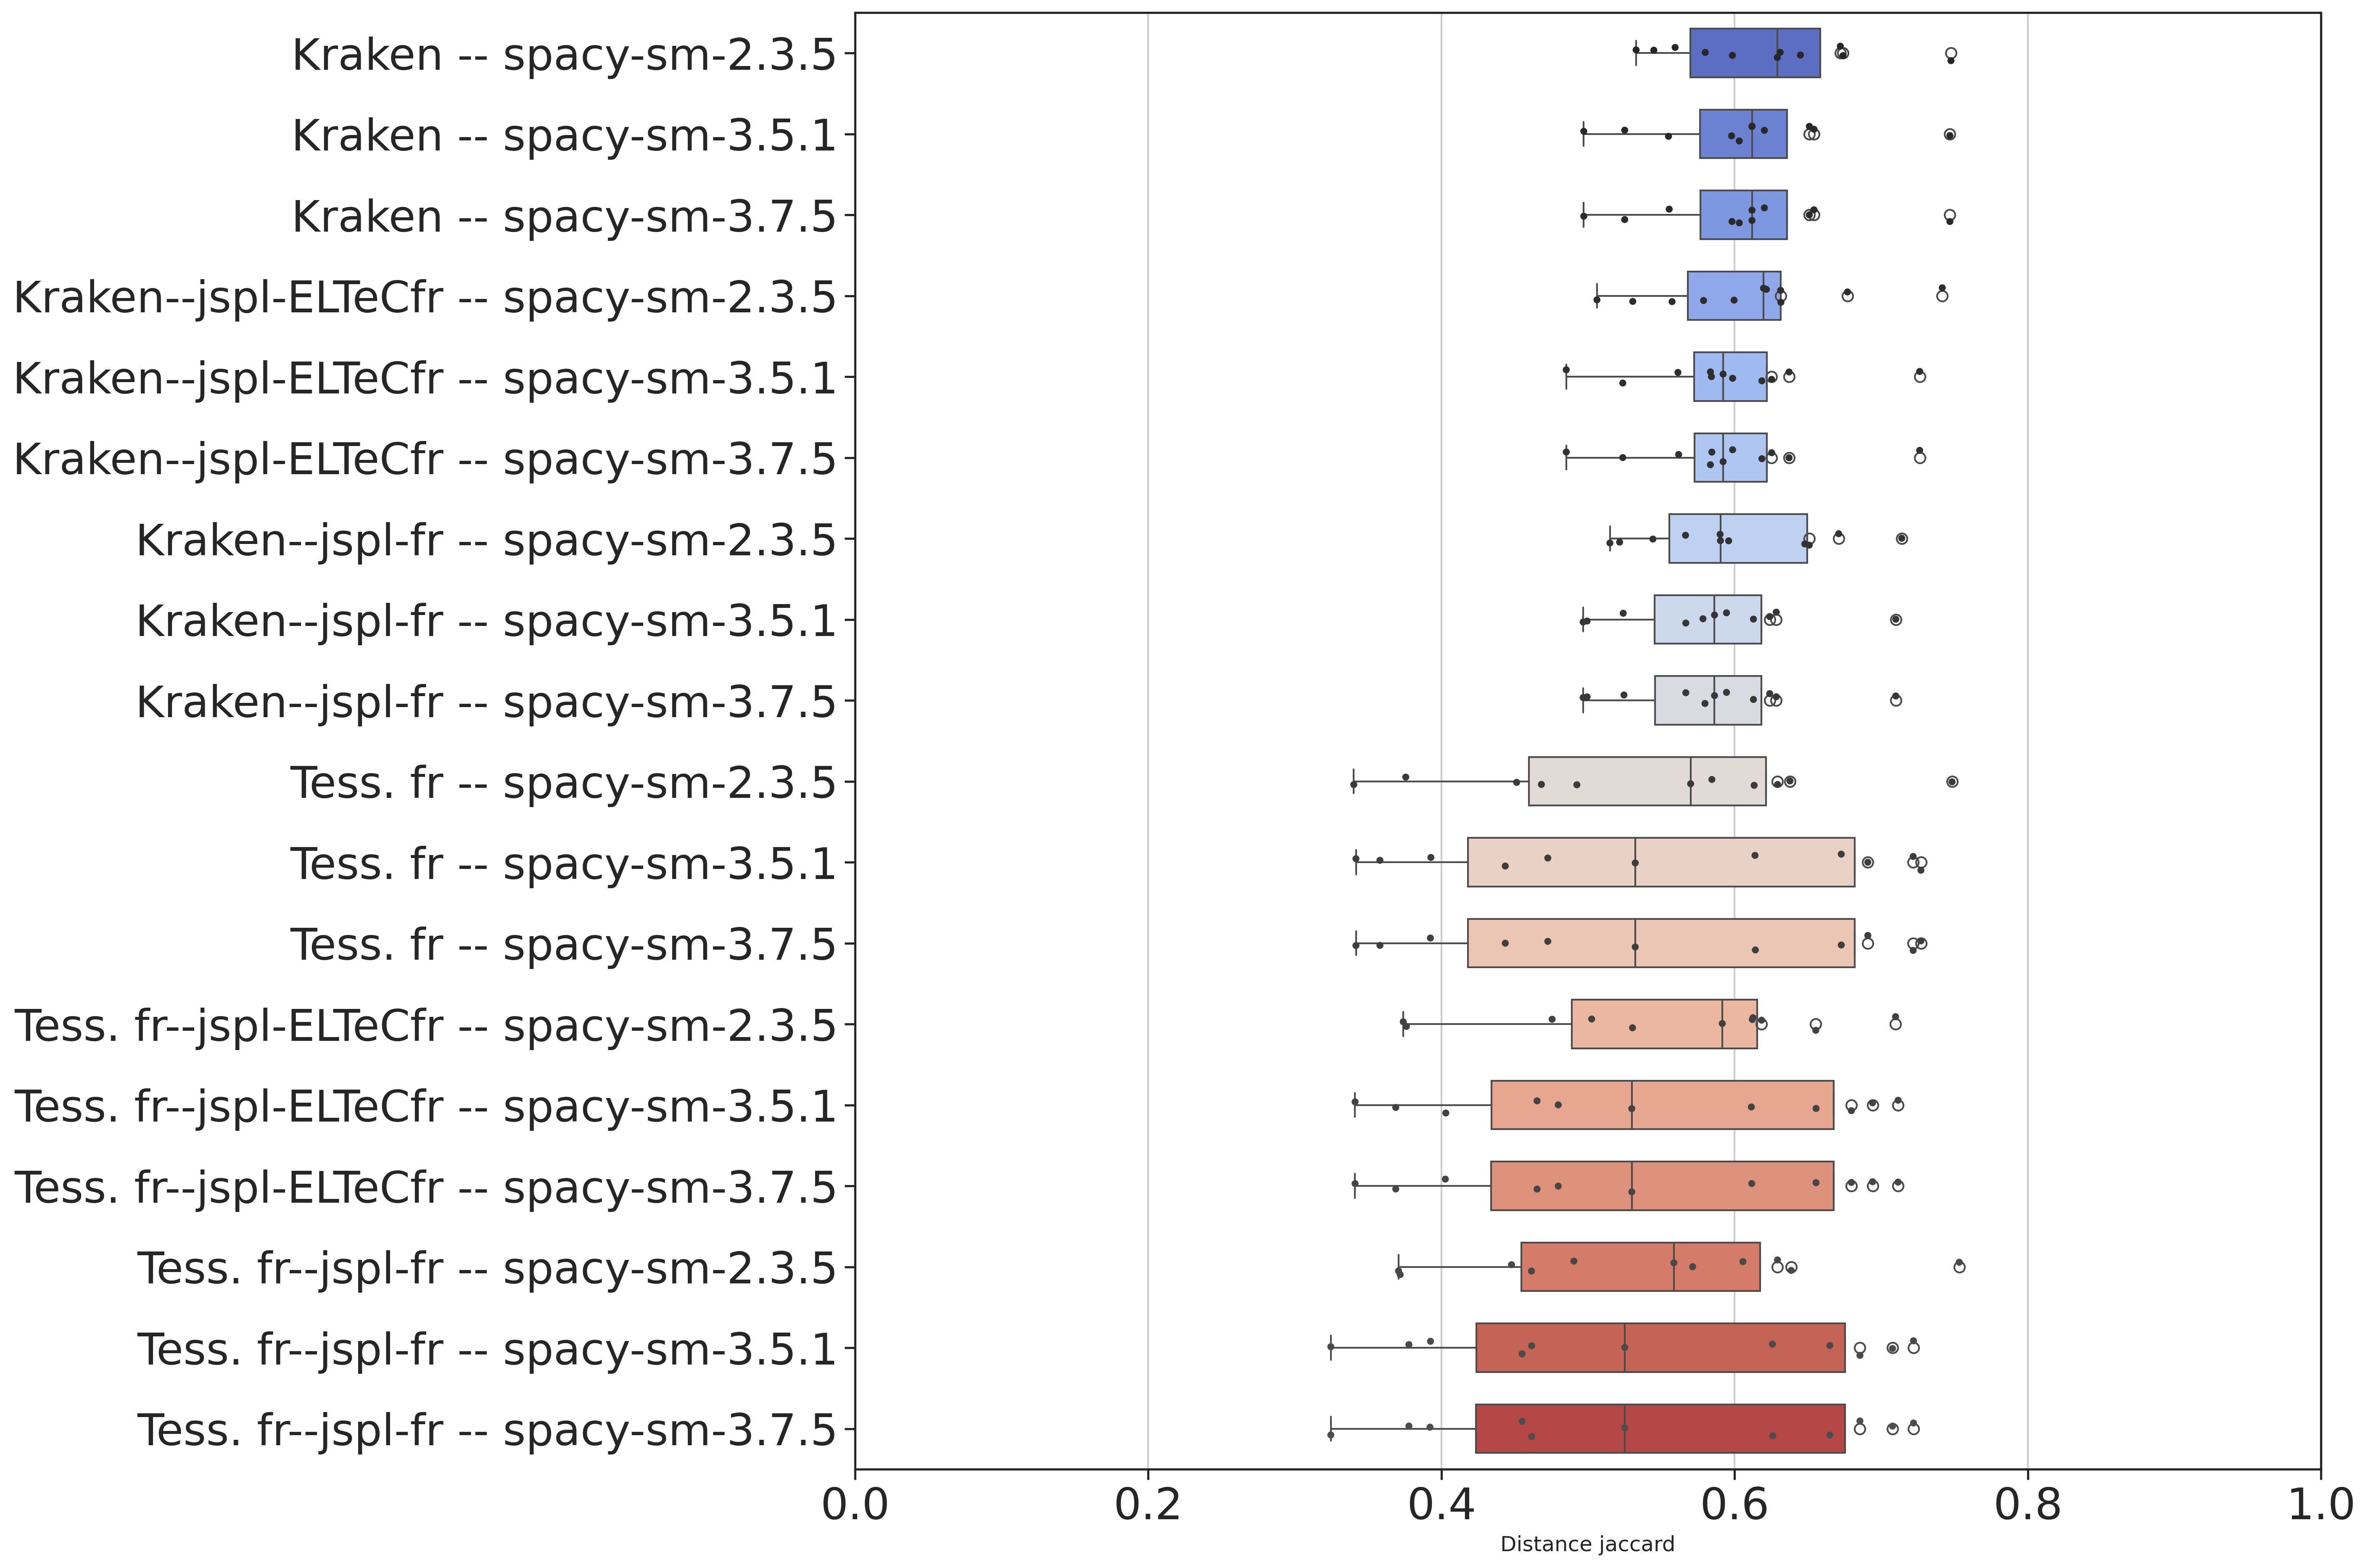 Kraken -- spacy-sm-2.3.5
Kraken -- spacy-sm-3.5.1
Kraken -- spacy-sm-3.7.5
Kraken--jspl-ELTeCfr -- spacy-sm-2.3.5
Kraken--jspl-ELTeCfr -- spacy-sm-3.5.1
Kraken--jspl-ELTeCfr -- spacy-sm-3.7.5
Kraken--jspl-fr -- spacy-sm-2.3.5
Kraken--jspl-fr -- spacy-sm-3.5.1
Kraken--jspl-fr -- spacy-sm-3.7.5
Tess. fr -- spacy-sm-2.3.5
Tess. fr -- spacy-sm-3.5.1
Tess. fr -- spacy-sm-3.7.5
Tess. fr--jspl-ELTeCfr -- spacy-sm-2.3.5
Tess. fr--jspl-ELTeCfr -- spacy-sm-3.5.1
Tess. fr--jspl-ELTeCfr -- spacy-sm-3.7.5
Tess. fr--jspl-fr -- spacy-sm-2.3.5
Tess. fr--jspl-fr -- spacy-sm-3.5.1
Tess. fr--jspl-fr -- spacy-sm-3.7.5
0.0 0.2 0.4 0.6 0.8 1.0
Distance jaccard